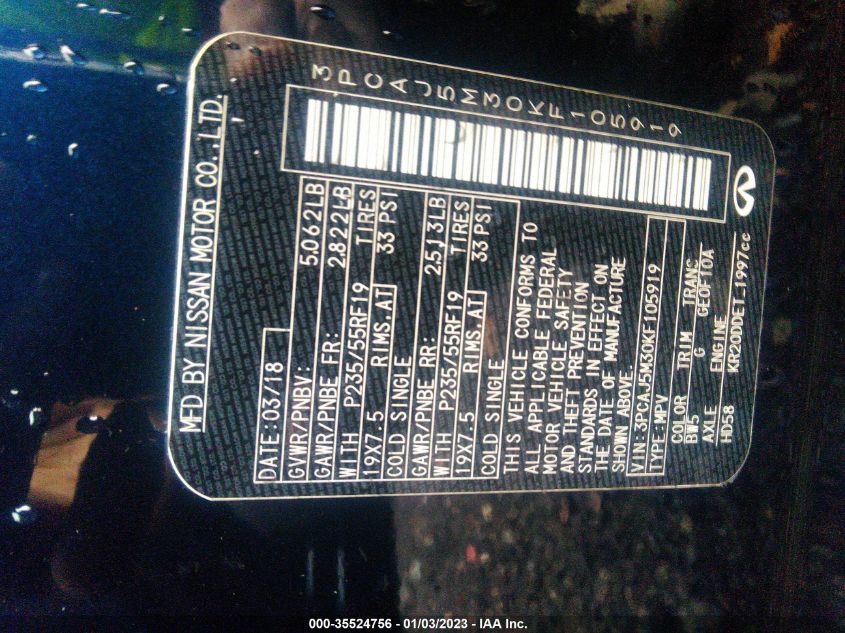 MFD BY NISSAN MOTOR CO.,LTD.
3PCAJ5M30KF105919
DATE:03/18
GVWR/PNBV: 5.062LB
GAWR/PNBE FR: 2.822LB
WITH P235/55RF19 TIRES
19X7.5 RIMS AT
COLD SINGLE 33 PSI
GAWR/PNBE RR: 2.513LB
WITH P235/55RF19 TIRES
19X7.5 RIMS AT
COLD SINGLE 33 PSI
THIS VEHICLE CONFORMS TO
ALL APPLICABLE FEDERAL
MOTOR VEHICLE SAFETY
AND THEFT PREVENTION
STANDARDS IN EFFECT ON
THE DATE OF MANUFACTURE
SHOWN ABOVE.
VIN:3PCAJ5M30KF105919
TYPE:MPV
COLOR TRIM TRANS
BW5 G GE0F10A
AXLE ENGINE
HD58 KR20DDET 1997cc
000-35524756 - 01/03/2023 - IAA Inc.